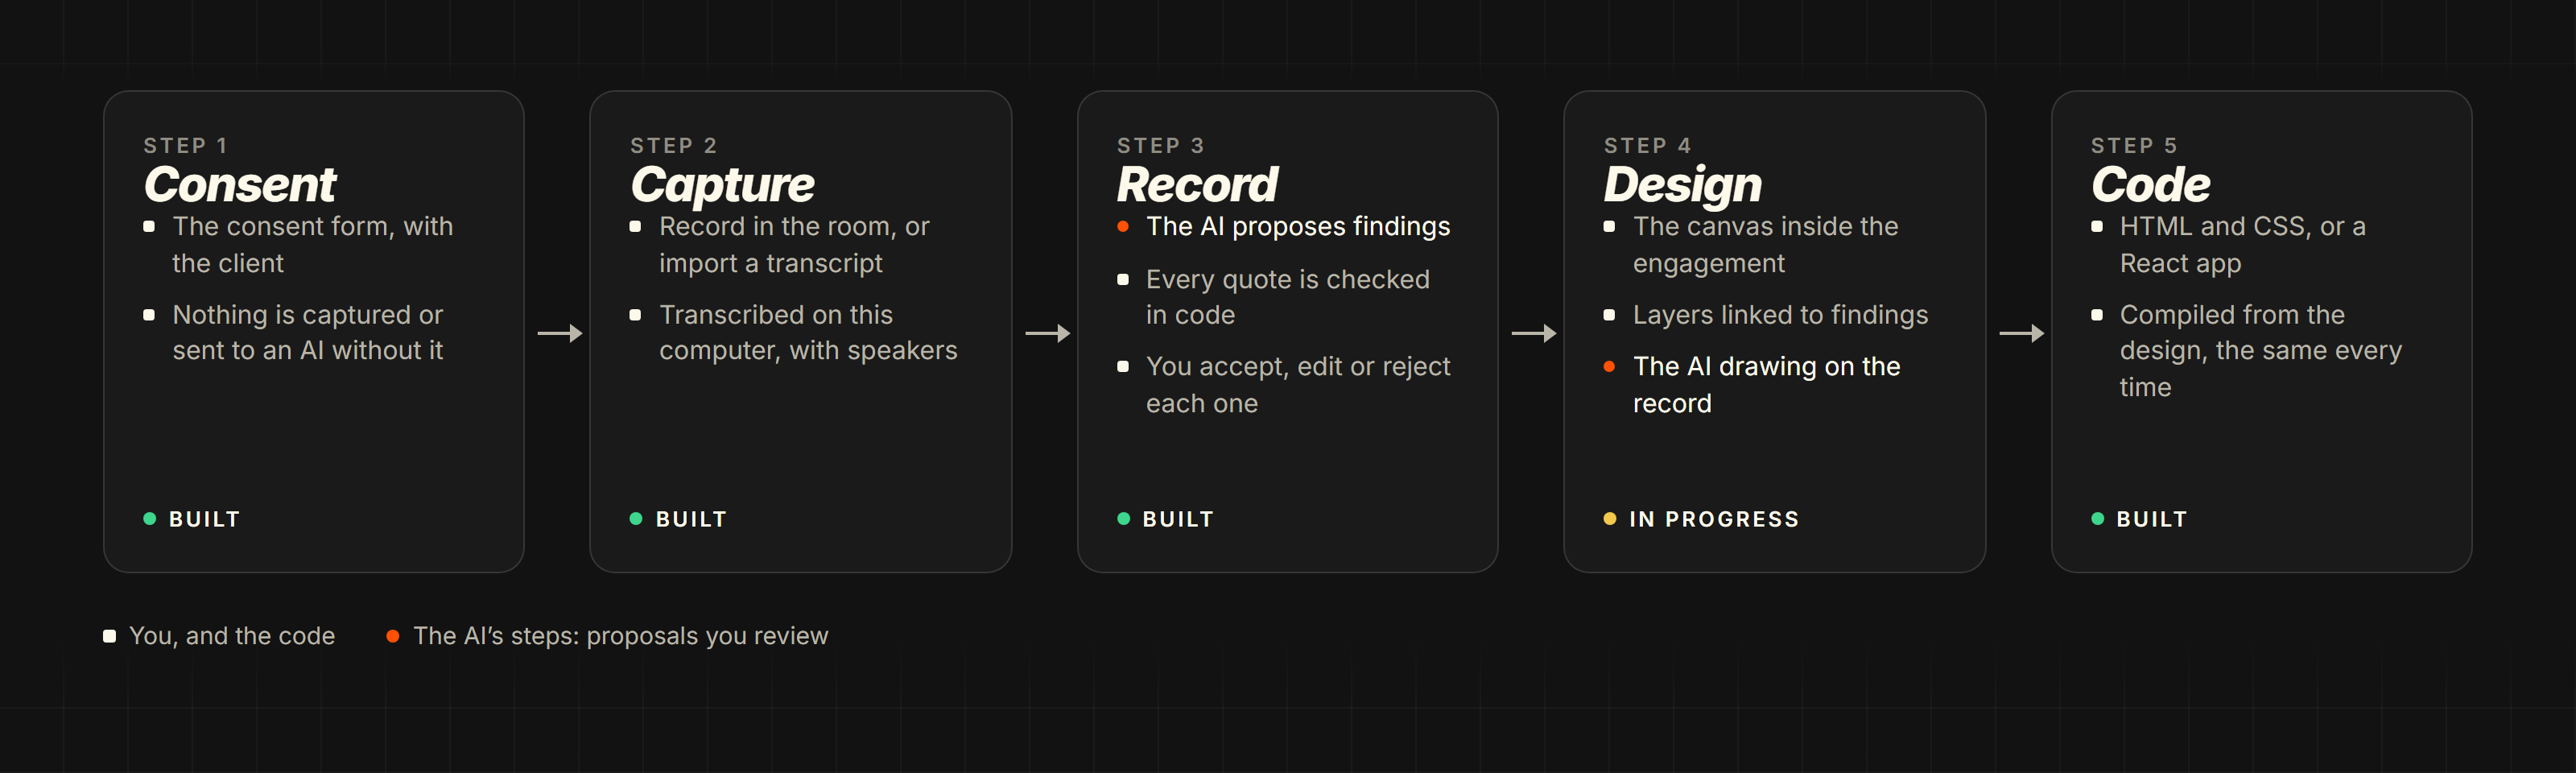 STEP 1
Consent
The consent form, with
the client
Nothing is captured or
sent to an AI without it
BUILT
STEP 2
Capture
Record in the room, or
import a transcript
Transcribed on this
computer, with speakers
BUILT
STEP 3
Record
The AI proposes findings
Every quote is checked
in code
You accept, edit or reject
each one
BUILT
STEP 4
Design
The canvas inside the
engagement
Layers linked to findings
The AI drawing on the
record
IN PROGRESS
STEP 5
Code
HTML and CSS, or a
React app
Compiled from the
design, the same every
time
BUILT
You, and the code
The AI’s steps: proposals you review